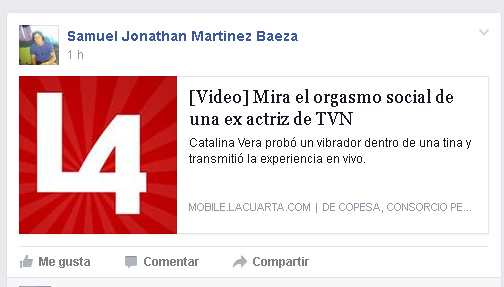 Samuel Jonathan Martinez Baeza
1 h
L4
[Video] Mira el orgasmo social de
una ex actriz de TVN
Catalina Vera probó un vibrador dentro de una tina y
transmitió la experiencia en vivo.
MOBILE.LACUARTA.COM | DE COPESA, CONSORCIO PE...
Me gusta
Comentar
Compartir